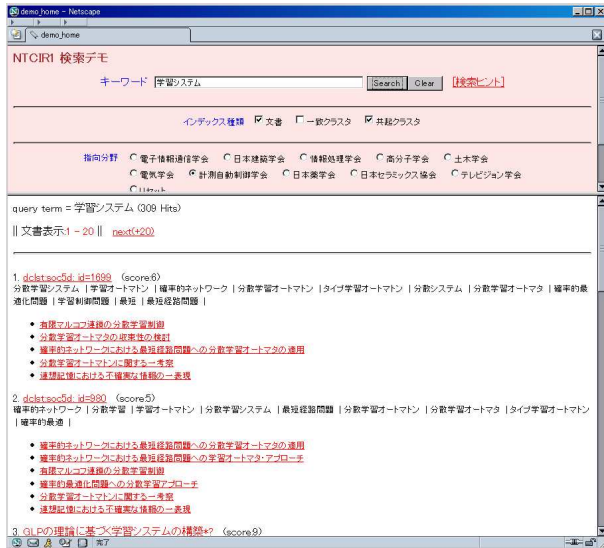 demo_home - Netscape
demo_home
NTCIR1 検索デモ
キーワード 学習システム Search Clear [検索ヒント]
インデックス種類 文書 一致クラスタ 共起クラスタ
指向分野 電子情報通信学会 日本建築学会 情報処理学会 高分子学会 土木学会
電気学会 計測自動制御学会 日本薬学会 日本セラミックス協会 テレビジョン学会
リセット
query term = 学習システム (309 Hits)
|| 文書表示:1 - 20 || next(+20)
1. dclst:soc5d: id=1699 (score:6)
分散学習システム | 学習オートマトン | 確率的ネットワーク | 分散学習オートマトン | タイプ学習オートマトン | 分散システム | 分散学習オートマタ | 確率的最
適化問題 | 学習制御問題 | 最短 | 最短経路問題 |
有限マルコフ連鎖の分散学習制御
分散学習オートマタの収束性の検討
確率的ネットワークにおける最短経路問題への分散学習オートマタの適用
分散学習オートマトンに関する一考察
連想記憶における不確実な情報の一表現
2. dclst:soc5d: id=980 (score:5)
確率的ネットワーク | 分散学習 | 学習オートマトン | 分散学習システム | 最短経路問題 | 分散学習オートマトン | 分散学習オートマタ | タイプ学習オートマトン
| 確率的最適 |
確率的ネットワークにおける最短経路問題への分散学習オートマタの適用
確率的ネットワークにおける最短経路問題への学習オートマタ・アプローチ
有限マルコフ連鎖の分散学習制御
確率的最適化問題への分散学習アプローチ
分散学習オートマトンに関する一考察
連想記憶における不確実な情報の一表現
3. GLPの理論に基づく学習システムの構築*? (score:9)
完了